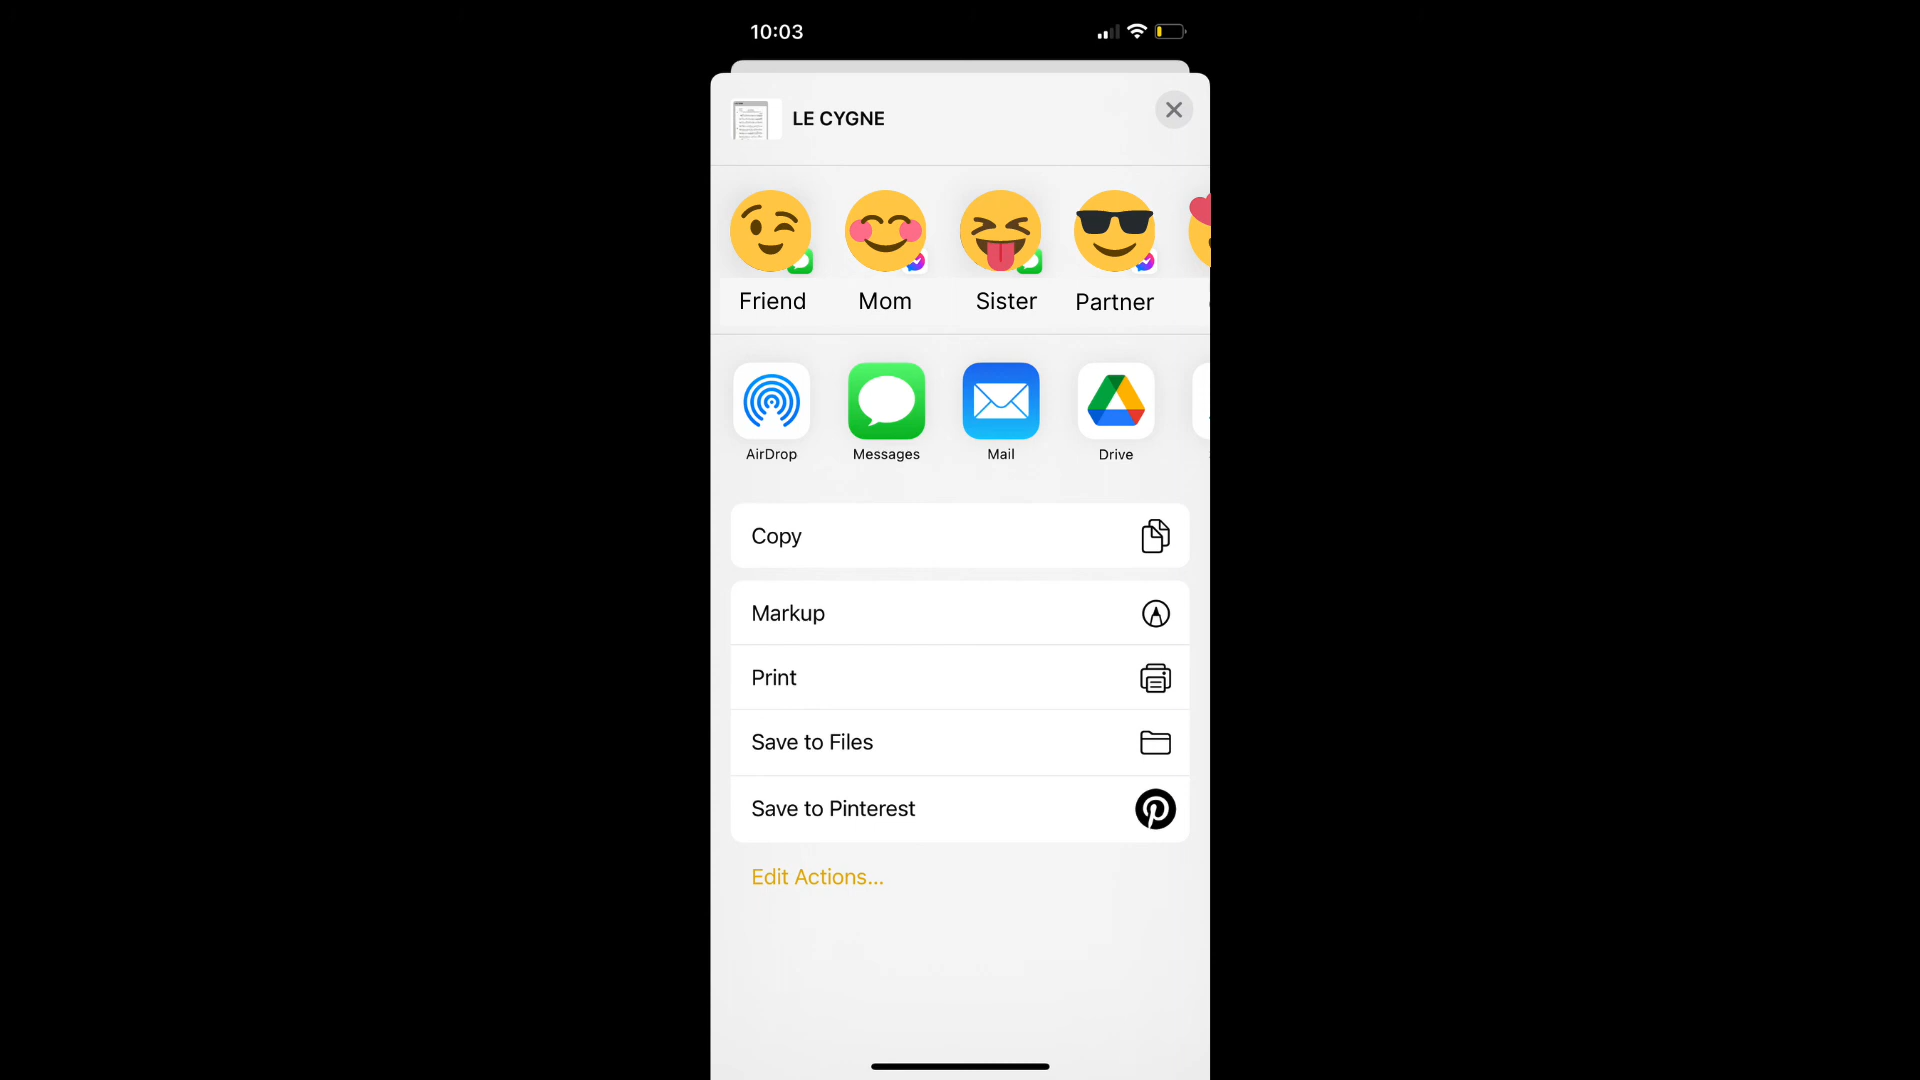 10:03
LE CYGNE
Friend Mom Sister Partner
AirDrop Messages Mail Drive
Copy
Markup
Print
Save to Files
Save to Pinterest
Edit Actions...